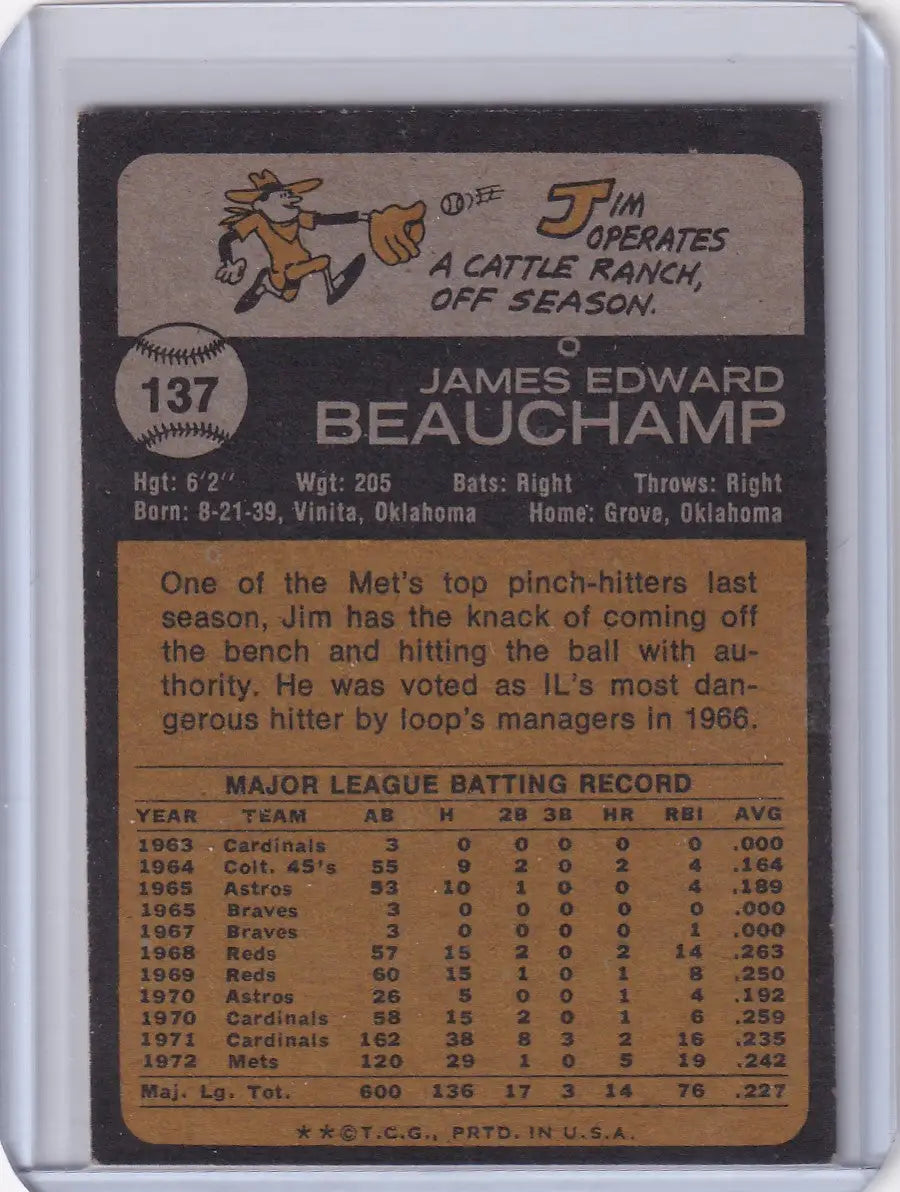 JIM
OPERATES
A CATTLE RANCH,
OFF SEASON.
137
JAMES EDWARD
BEAUCHAMP
Hgt: 6'2" Wgt: 205 Bats: Right Throws: Right
Born: 8-21-39, Vinita, Oklahoma Home: Grove, Oklahoma
One of the Met's top pinch-hitters last
season, Jim has the knack of coming off
the bench and hitting the ball with au-
thority. He was voted as IL's most dan-
gerous hitter by loop's managers in 1966.
MAJOR LEAGUE BATTING RECORD
YEAR TEAM AB H 2B 3B HR RBI AVG
1963 Cardinals 3 0 0 0 0 0 .000
1964 Colt. 45's 55 9 2 0 2 4 .164
1965 Astros 53 10 1 0 0 4 .189
1965 Braves 3 0 0 0 0 0 .000
1967 Braves 3 0 0 0 0 1 .000
1968 Reds 57 15 2 0 2 14 .263
1969 Reds 60 15 1 0 1 8 .250
1970 Astros 26 5 0 0 1 4 .192
1970 Cardinals 58 15 2 0 1 6 .259
1971 Cardinals 162 38 8 3 2 16 .235
1972 Mets 120 29 1 0 5 19 .242
Maj. Lg. Tot. 600 136 17 3 14 76 .227
★★©T.C.G., PRTD. IN U.S.A.